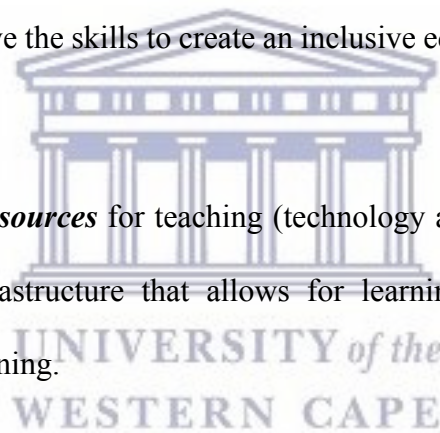 ve the skills to create an inclusive e
sources for teaching (technology a
astructure that allows for learnin
UNIVERSITY of the
ning.
WESTERN CAPE